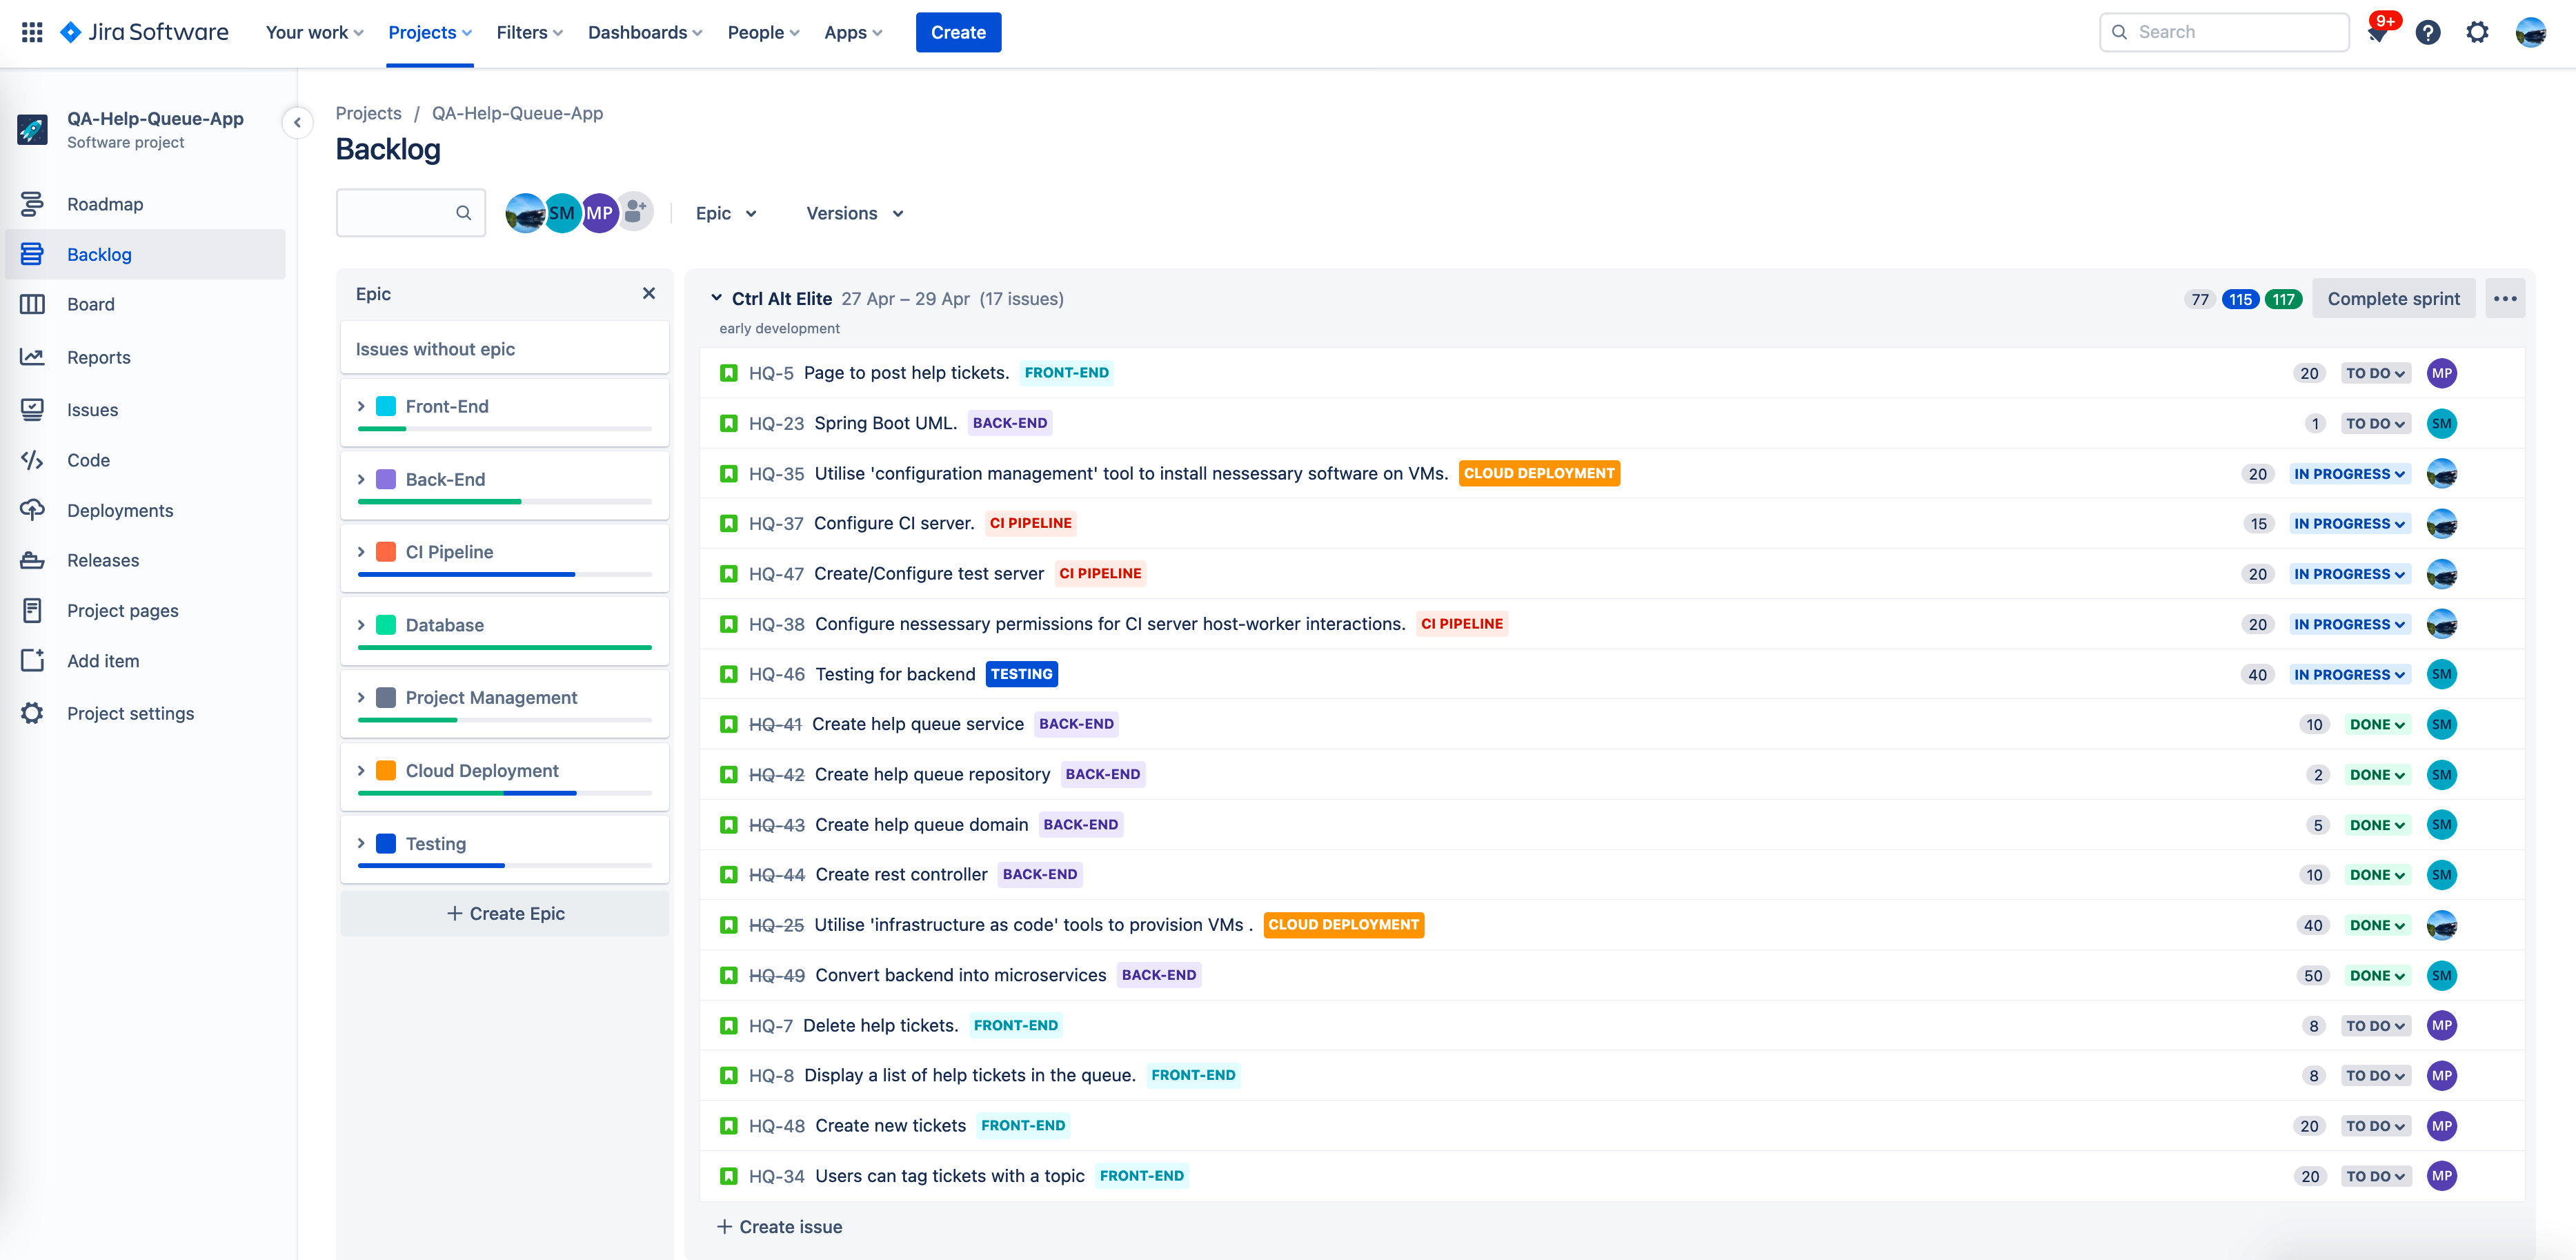 Jira Software Your work Projects Filters Dashboards People Apps Create Search 9+
QA-Help-Queue-App
Software project
Roadmap
Backlog
Board
Reports
Issues
Code
Deployments
Releases
Project pages
Add item
Project settings
Projects / QA-Help-Queue-App
Backlog
SM MP Epic Versions
Epic
Issues without epic
Front-End
Back-End
CI Pipeline
Database
Project Management
Cloud Deployment
Testing
+ Create Epic
Ctrl Alt Elite 27 Apr – 29 Apr (17 issues) 77 115 117 Complete sprint
early development
HQ-5 Page to post help tickets. FRONT-END 20 TO DO MP
HQ-23 Spring Boot UML. BACK-END 1 TO DO SM
HQ-35 Utilise 'configuration management' tool to install nessessary software on VMs. CLOUD DEPLOYMENT 20 IN PROGRESS
HQ-37 Configure CI server. CI PIPELINE 15 IN PROGRESS
HQ-47 Create/Configure test server CI PIPELINE 20 IN PROGRESS
HQ-38 Configure nessessary permissions for CI server host-worker interactions. CI PIPELINE 20 IN PROGRESS
HQ-46 Testing for backend TESTING 40 IN PROGRESS SM
HQ-41 Create help queue service BACK-END 10 DONE SM
HQ-42 Create help queue repository BACK-END 2 DONE SM
HQ-43 Create help queue domain BACK-END 5 DONE SM
HQ-44 Create rest controller BACK-END 10 DONE SM
HQ-25 Utilise 'infrastructure as code' tools to provision VMs . CLOUD DEPLOYMENT 40 DONE
HQ-49 Convert backend into microservices BACK-END 50 DONE SM
HQ-7 Delete help tickets. FRONT-END 8 TO DO MP
HQ-8 Display a list of help tickets in the queue. FRONT-END 8 TO DO MP
HQ-48 Create new tickets FRONT-END 20 TO DO MP
HQ-34 Users can tag tickets with a topic FRONT-END 20 TO DO MP
+ Create issue